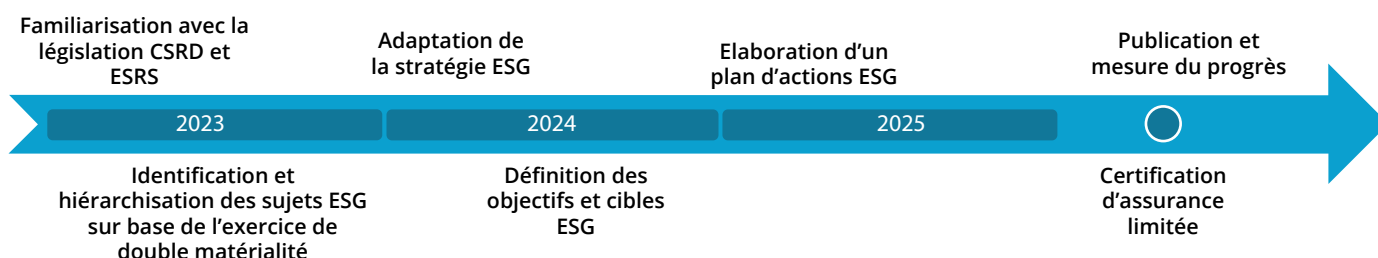 Familiarisation avec la
législation CSRD et
ESRS
Adaptation de
la stratégie ESG
Elaboration d’un
plan d’actions ESG
Publication et
mesure du progrès
2023
2024
2025
Identification et
hiérarchisation des sujets ESG
sur base de l’exercice de
double matérialité
Définition des
objectifs et cibles
ESG
Certification
d’assurance
limitée